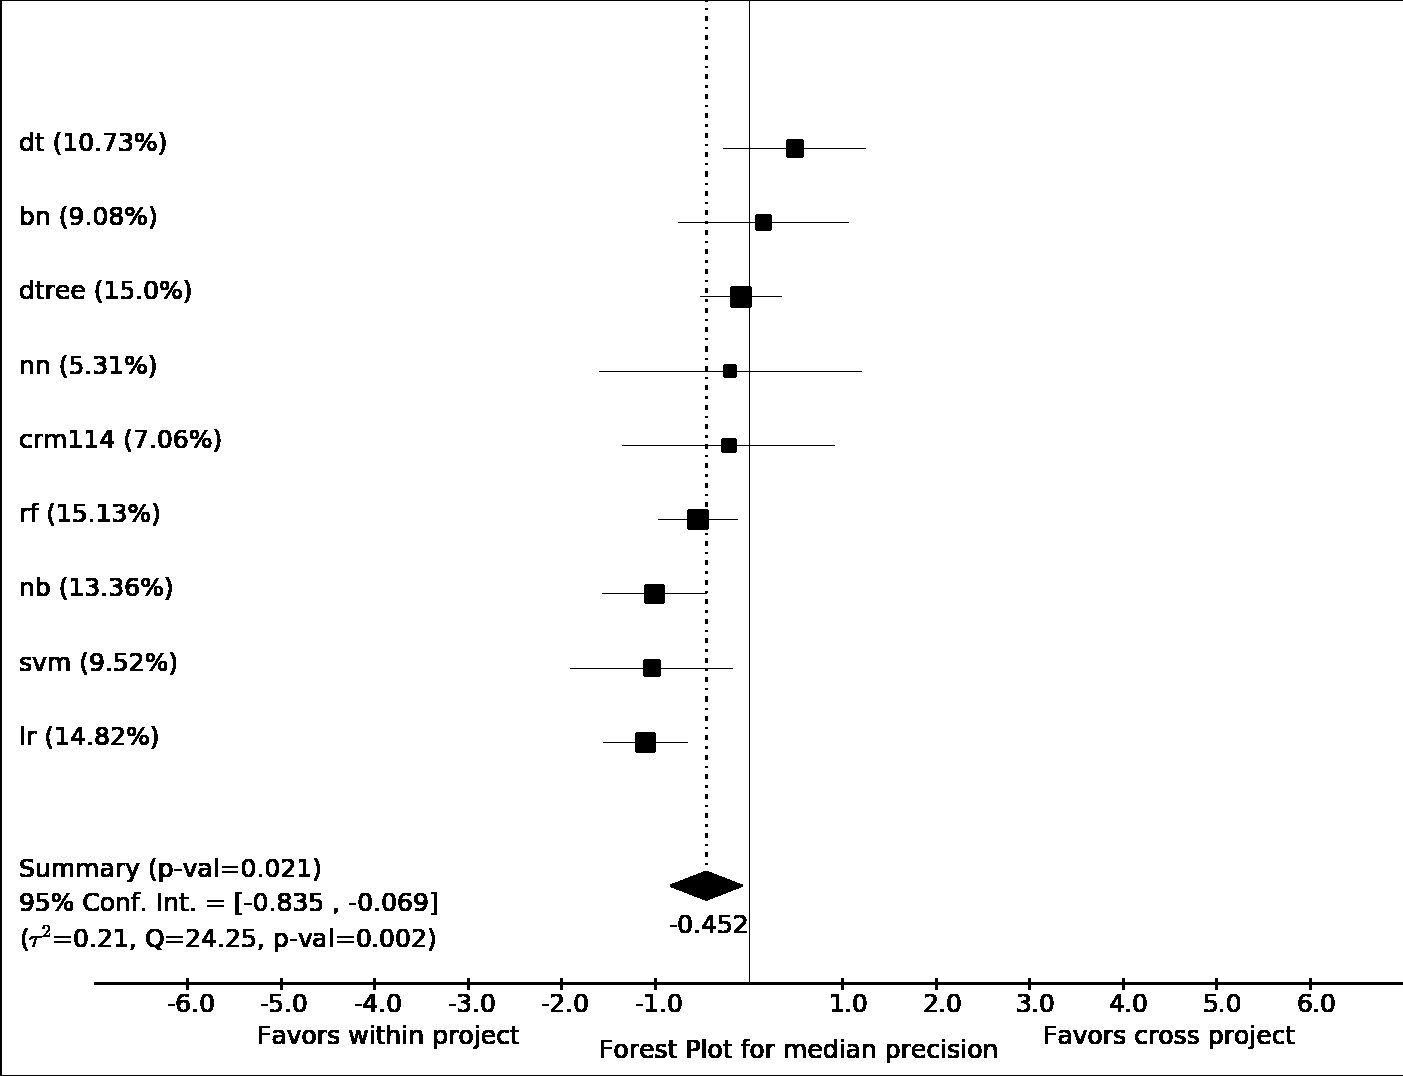 dt (10.73%)
bn (9.08%)
dtree (15.0%)
nn (5.31%)
crm114 (7.06%)
rf (15.13%)
nb (13.36%)
svm (9.52%)
lr (14.82%)
Summary (p-val=0.021)
95% Conf. Int. = [-0.835 , -0.069]
-0.452
(τ²=0.21, Q=24.25, p-val=0.002)
-6.0 -5.0 -4.0 -3.0 -2.0 -1.0 1.0 2.0 3.0 4.0 5.0 6.0
Favors within project Favors cross project
Forest Plot for median precision